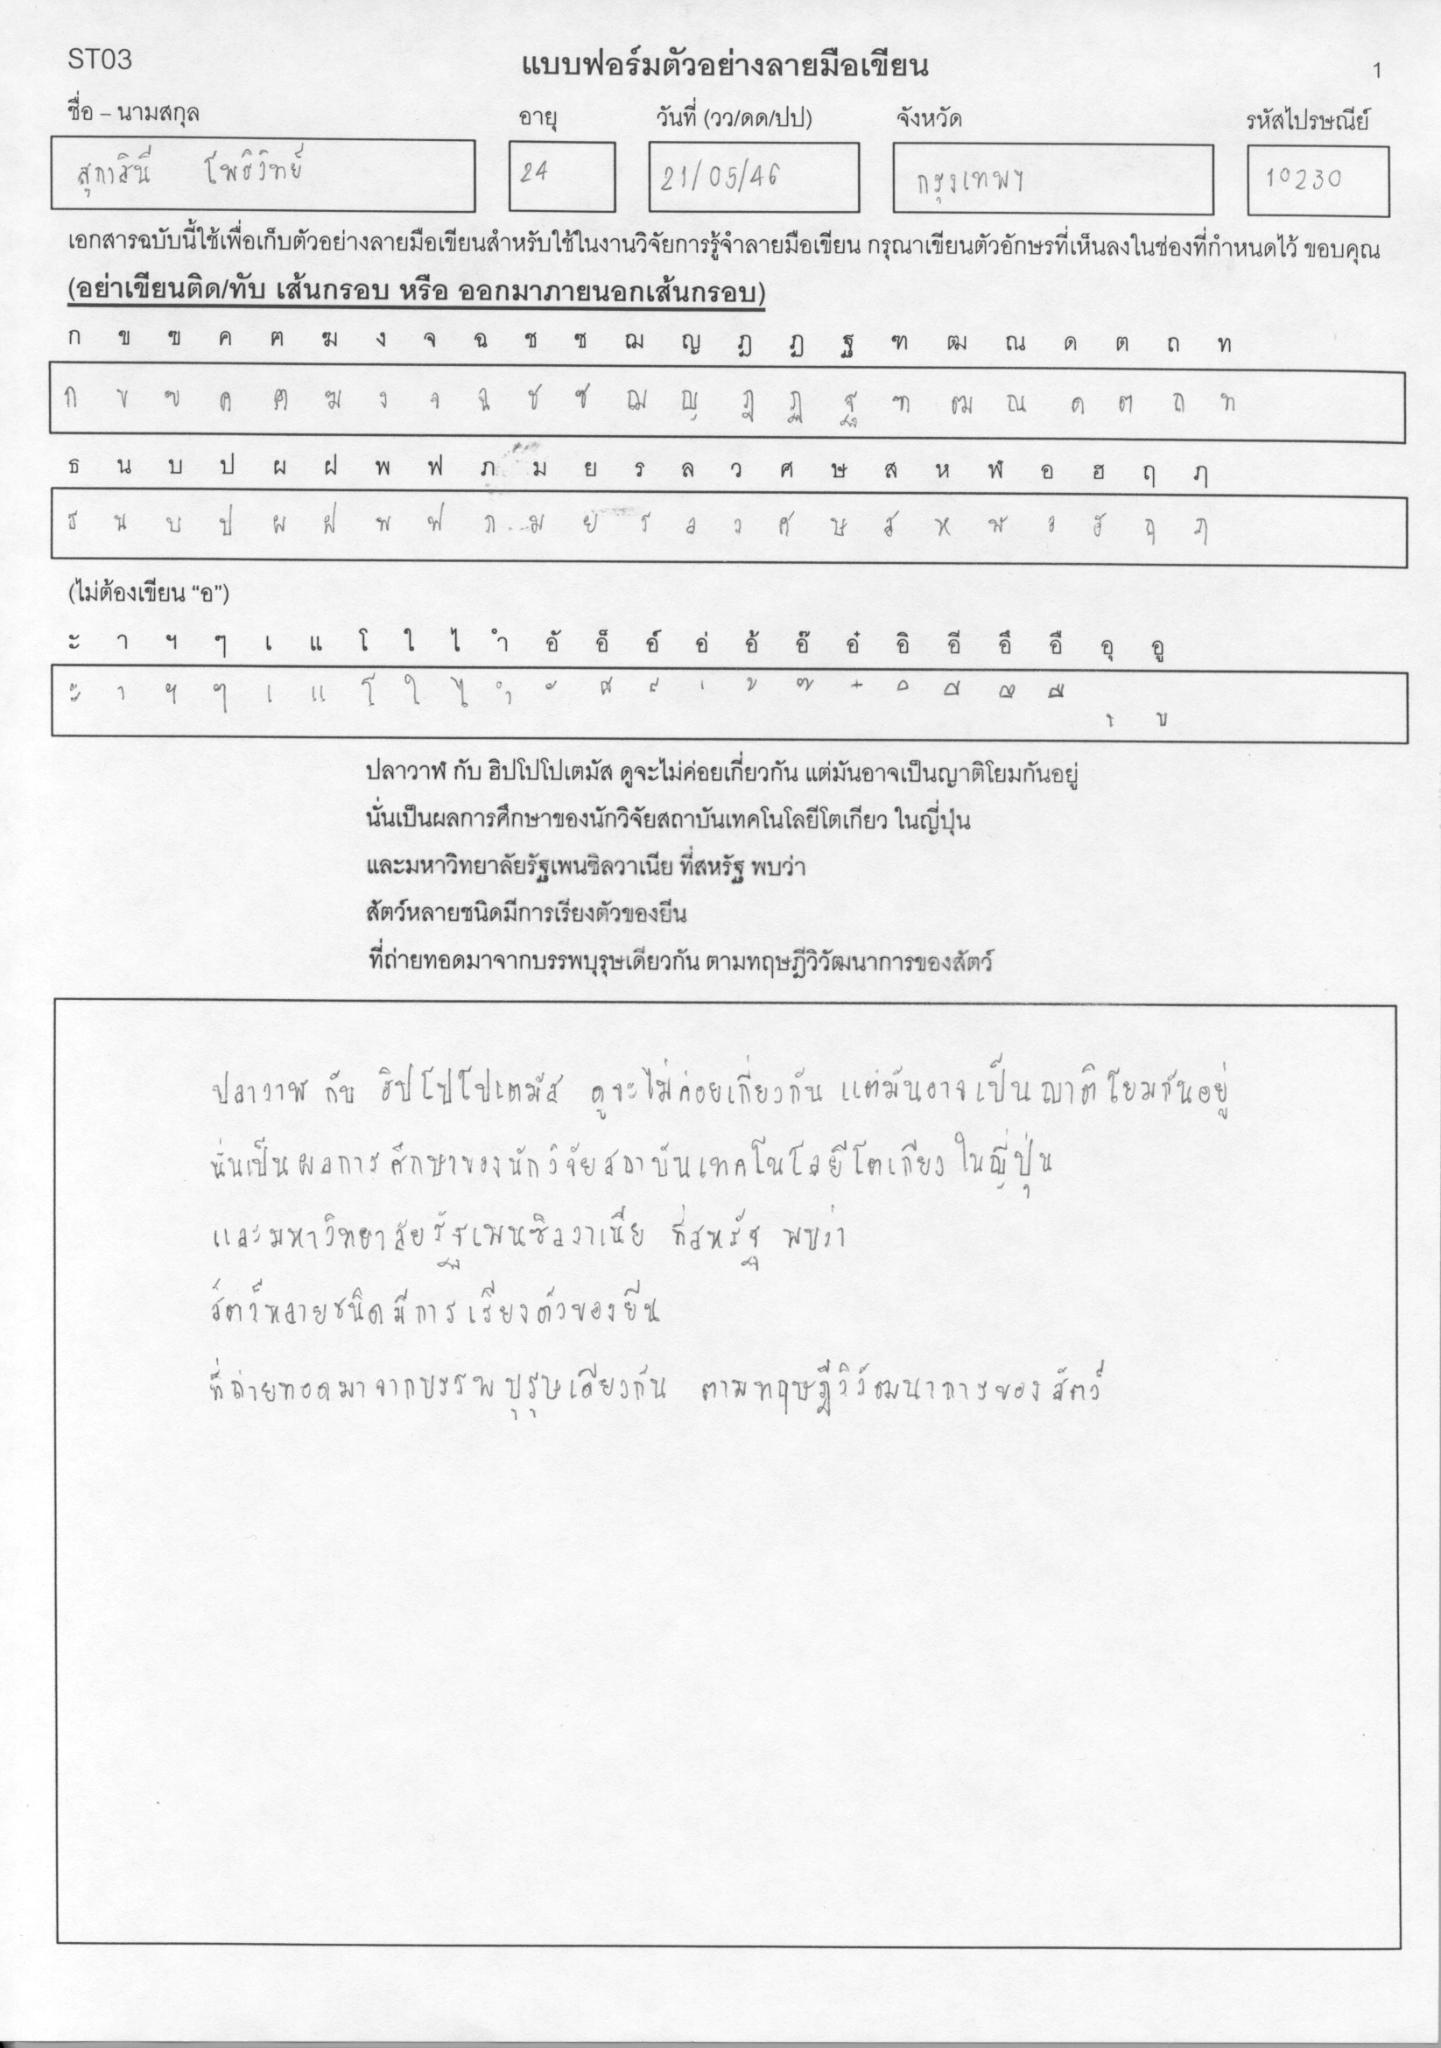 ST03
แบบฟอร์มตัวอย่างลายมือเขียน
1
ชื่อ – นามสกุล อายุ วันที่ (วว/ดด/ปป) จังหวัด รหัสไปรษณีย์
โพธิวิทย์ 24 21/05/46 กรุงเทพฯ 10230
เอกสารฉบับนี้ใช้เพื่อเก็บตัวอย่างลายมือเขียนสำหรับใช้ในงานวิจัยการรู้จำลายมือเขียน กรุณาเขียนตัวอักษรที่เห็นลงในช่องที่กำหนดไว้ ขอบคุณ
(อย่าเขียนติด/ทับ เส้นกรอบ หรือ ออกมาภายนอกเส้นกรอบ)
ก ข ฃ ค ฅ ฆ ง จ ฉ ช ซ ฌ ญ ฎ ฏ ฐ ฑ ฒ ณ ด ต ถ ท
ก ข ฃ ค ฅ ฆ ง จ ฉ ช ซ ฌ ญ ฎ ฏ ฐ ฑ ฒ ณ ด ต ถ ท
ธ น บ ป ผ ฝ พ ฟ ภ ม ย ร ล ว ศ ษ ส ห ฬ อ ฮ ฤ ฦ
ธ น บ ป ผ ฝ พ ฟ ภ ม ย ร ล ว ศ ษ ส ห ฬ อ ฮ ฤ ฦ
(ไม่ต้องเขียน “อ”)
ะ า ฯ ๆ เ แ โ ใ ไ ำ อั อ็ อ์ อ่ อ้ อ๊ อ๋ อิ อี อึ อื อุ อู
ะ า ฯ ๆ เ แ โ ใ ไ ำ ั ็ ์ ่ ้ ๊ ๋ ิ ี ึ ื ุ ู
ปลาวาฬ กับ ฮิปโปโปเตมัส ดูจะไม่ค่อยเกี่ยวกัน แต่มันอาจเป็นญาติโยมกันอยู่
นั่นเป็นผลการศึกษาของนักวิจัยสถาบันเทคโนโลยีโตเกียว ในญี่ปุ่น
และมหาวิทยาลัยรัฐเพนซิลวาเนีย ที่สหรัฐ พบว่า
สัตว์หลายชนิดมีการเรียงตัวของยีน
ที่ถ่ายทอดมาจากบรรพบุรุษเดียวกัน ตามทฤษฎีวิวัฒนาการของสัตว์
ปลาวาฬ กับ ฮิปโปโปเตมัส ดูจะไม่ค่อยเกี่ยวกัน แต่มันอาจเป็นญาติโยมกันอยู่
นั่นเป็นผลการศึกษาของนักวิจัยสถาบันเทคโนโลยีโตเกียว ในญี่ปุ่น
และมหาวิทยาลัยรัฐเพนซิลวาเนีย ที่สหรัฐ พบว่า
สัตว์หลายชนิดมีการเรียงตัวของยีน
ที่ถ่ายทอดมาจากบรรพบุรุษเดียวกัน ตามทฤษฎีวิวัฒนาการของสัตว์